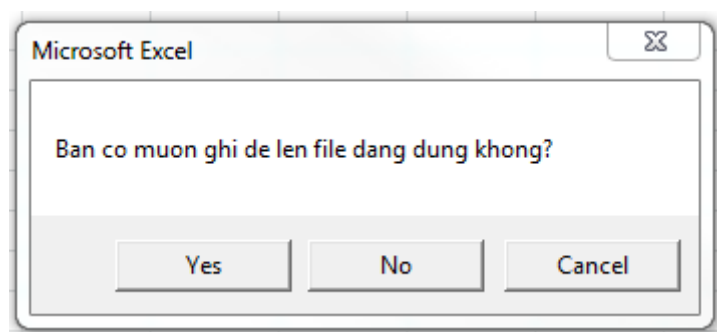 Microsoft Excel
Ban co muon ghi de len file dang dung khong?
Yes No Cancel